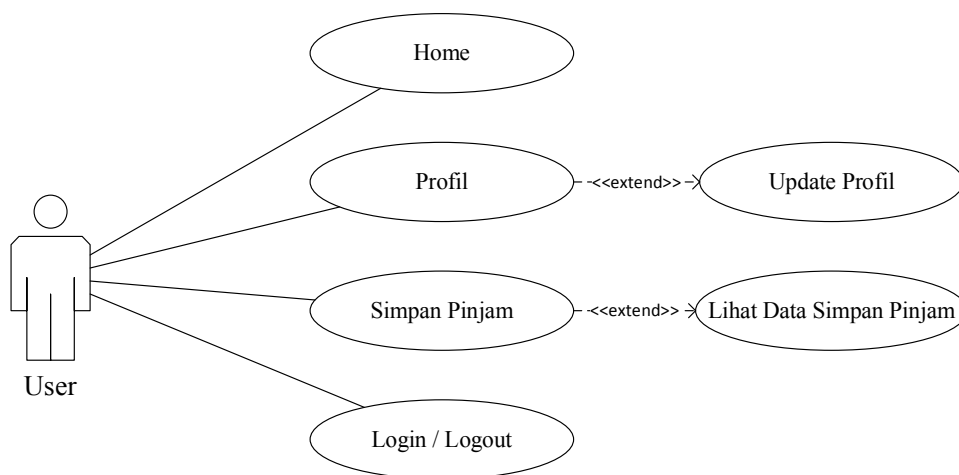 Home
Profil
<<extend>>
Update Profil
Simpan Pinjam
<<extend>>
Lihat Data Simpan Pinjam
User
Login / Logout